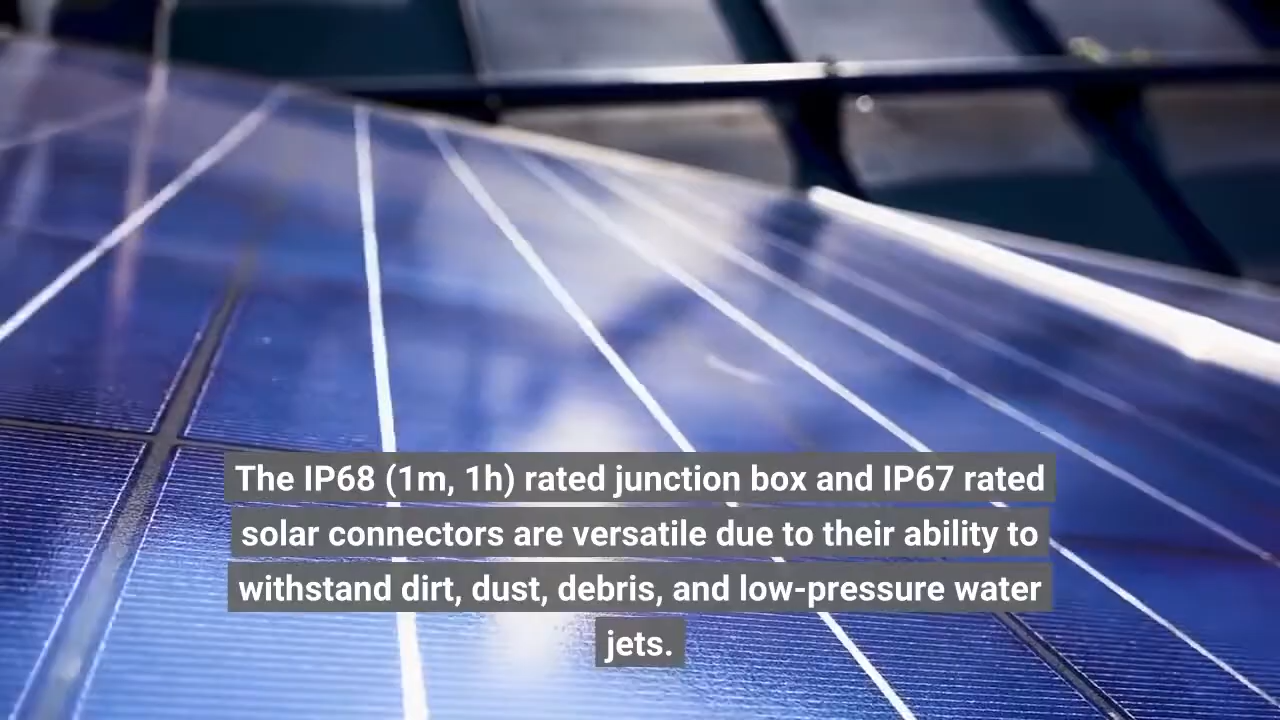 The IP68 (1m, 1h) rated junction box and IP67 rated
solar connectors are versatile due to their ability to
withstand dirt, dust, debris, and low-pressure water
jets.